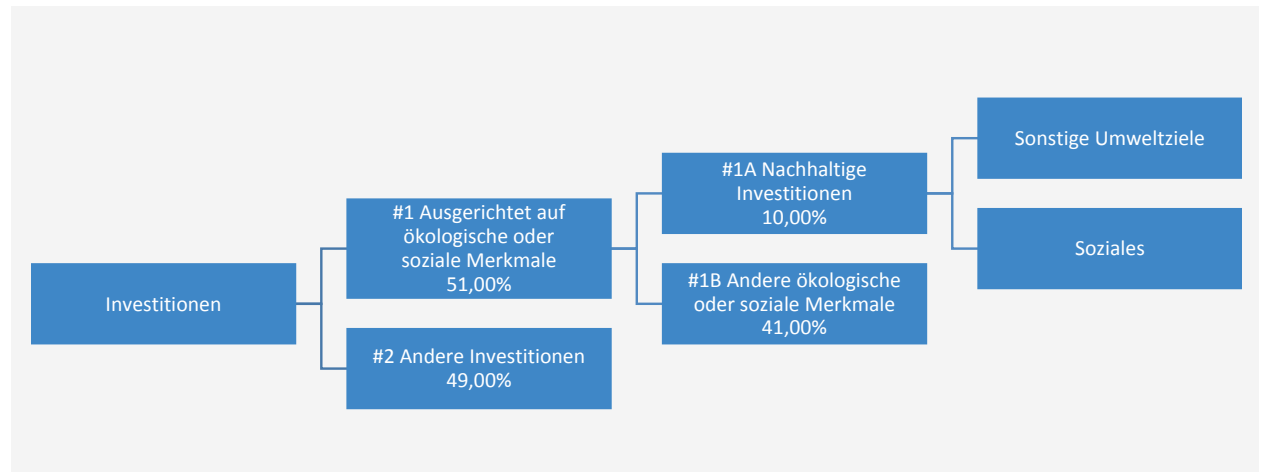 Investitionen
#1 Ausgerichtet auf
ökologische oder
soziale Merkmale
51,00%
#2 Andere Investitionen
49,00%
#1A Nachhaltige
Investitionen
10,00%
#1B Andere ökologische
oder soziale Merkmale
41,00%
Sonstige Umweltziele
Soziales